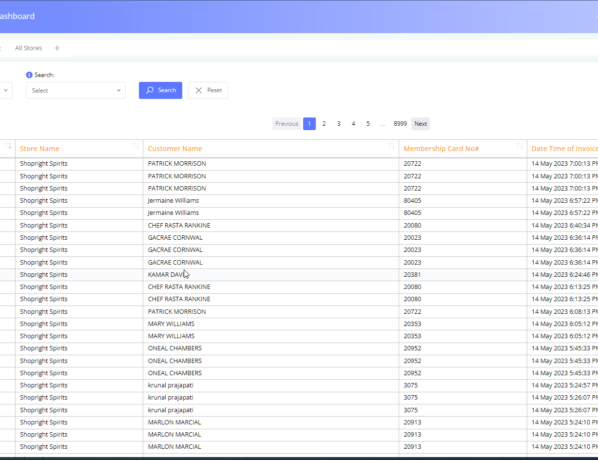 ashboard
All Stores +
Search:
Select Search Reset
Previous 1 2 3 4 5 ... 8999 Next
Store Name Customer Name Membership Card No# Date Time of Invoice
Shopright Spirits PATRICK MORRISON 20722 14 May 2023 7:00:13 PM
Shopright Spirits PATRICK MORRISON 20722 14 May 2023 7:00:13 PM
Shopright Spirits PATRICK MORRISON 20722 14 May 2023 7:00:13 PM
Shopright Spirits Jermaine Williams 80405 14 May 2023 6:57:22 PM
Shopright Spirits Jermaine Williams 80405 14 May 2023 6:57:22 PM
Shopright Spirits CHEF RASTA RANKINE 20080 14 May 2023 6:40:34 PM
Shopright Spirits GACRAE CORNWAL 20023 14 May 2023 6:36:14 PM
Shopright Spirits GACRAE CORNWAL 20023 14 May 2023 6:36:14 PM
Shopright Spirits GACRAE CORNWAL 20023 14 May 2023 6:36:14 PM
Shopright Spirits KAMAR DAVI 20381 14 May 2023 6:24:46 PM
Shopright Spirits CHEF RASTA RANKINE 20080 14 May 2023 6:13:25 PM
Shopright Spirits CHEF RASTA RANKINE 20080 14 May 2023 6:13:25 PM
Shopright Spirits PATRICK MORRISON 20722 14 May 2023 6:08:13 PM
Shopright Spirits MARY WILLIAMS 20353 14 May 2023 6:05:12 PM
Shopright Spirits MARY WILLIAMS 20353 14 May 2023 6:05:12 PM
Shopright Spirits ONEAL CHAMBERS 20952 14 May 2023 5:45:33 PM
Shopright Spirits ONEAL CHAMBERS 20952 14 May 2023 5:45:33 PM
Shopright Spirits ONEAL CHAMBERS 20952 14 May 2023 5:45:33 PM
Shopright Spirits krunal prajapati 3075 14 May 2023 5:24:57 PM
Shopright Spirits krunal prajapati 3075 14 May 2023 5:26:07 PM
Shopright Spirits krunal prajapati 3075 14 May 2023 5:26:07 PM
Shopright Spirits MARLON MARCIAL 20913 14 May 2023 5:24:10 PM
Shopright Spirits MARLON MARCIAL 20913 14 May 2023 5:24:10 PM
Shopright Spirits MARLON MARCIAL 20913 14 May 2023 5:24:10 PM